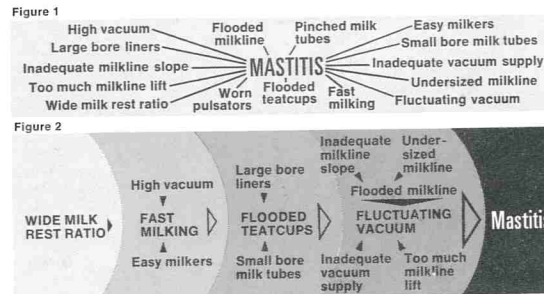 Figure 1
High vacuum
Large bore liners
Inadequate milkline slope
Too much milkline lift
Wide milk rest ratio
Flooded
milkline
Pinched milk
tubes
MASTITIS
Worn
pulsators
Flooded
teatcups
Fast
milking
Easy milkers
Small bore milk tubes
Inadequate vacuum supply
Undersized milkline
Fluctuating vacuum
Figure 2
WIDE MILK
REST RATIO
High vacuum
FAST
MILKING
Easy milkers
Large bore
liners
FLOODED
TEATCUPS
Small bore
milk tubes
Inadequate
milkline
slope
Under-
sized
milkline
Flooded milkline
FLUCTUATING
VACUUM
Inadequate
vacuum
supply
Too much
milkline
lift
Mastitis